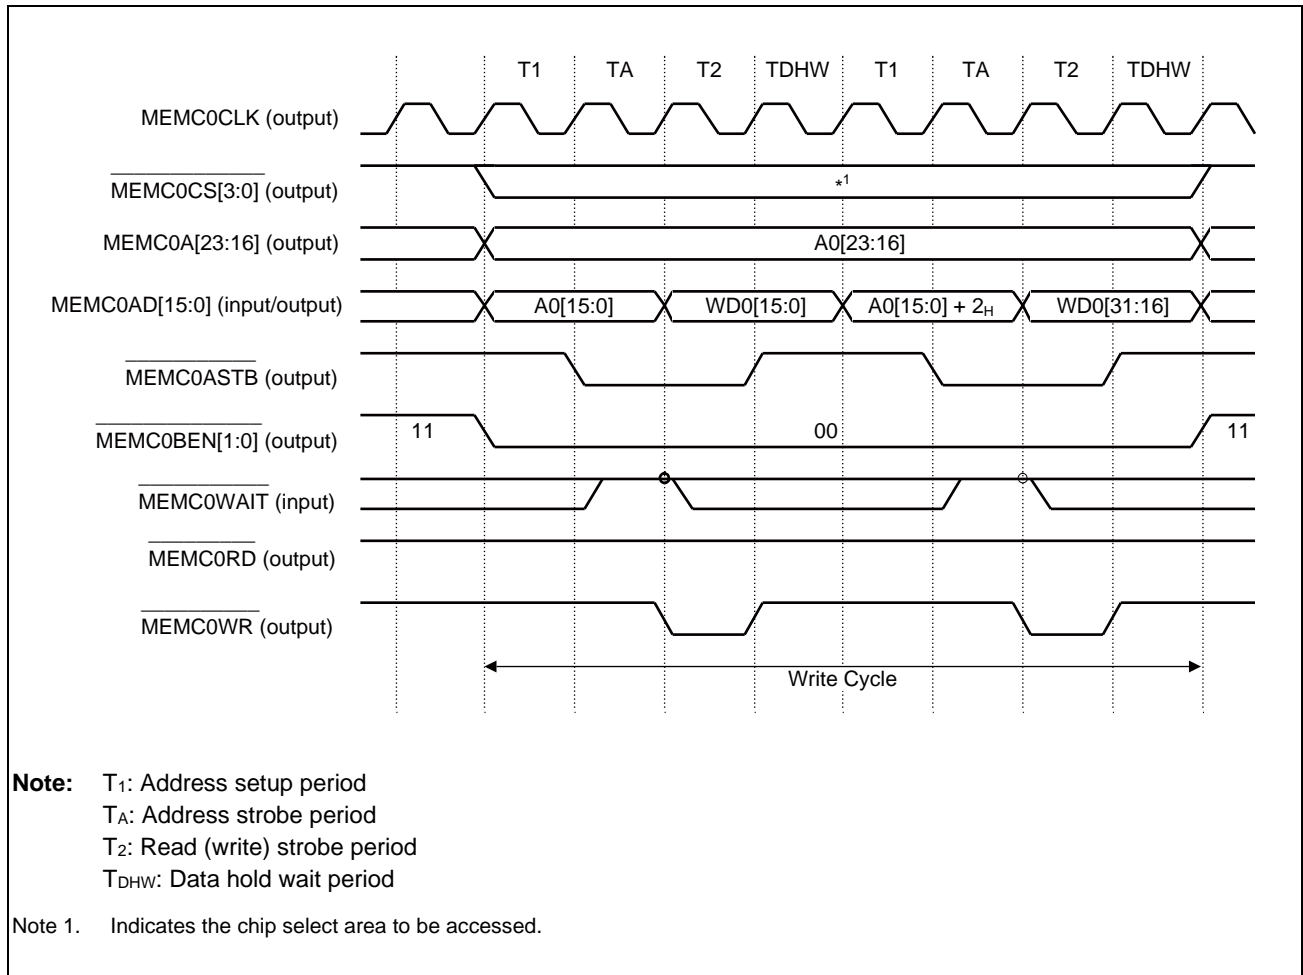 T1 TA T2 TDHW T1 TA T2 TDHW
MEMC0CLK (output)
MEMC0CS[3:0] (output)
*1
MEMC0A[23:16] (output)
A0[23:16]
MEMC0AD[15:0] (input/output)
A0[15:0] WD0[15:0] A0[15:0] + 2H WD0[31:16]
MEMC0ASTB (output)
MEMC0BEN[1:0] (output)
11 00 11
MEMC0WAIT (input)
MEMC0RD (output)
MEMC0WR (output)
Write Cycle
Note: T1: Address setup period
TA: Address strobe period
T2: Read (write) strobe period
TDHW: Data hold wait period
Note 1. Indicates the chip select area to be accessed.